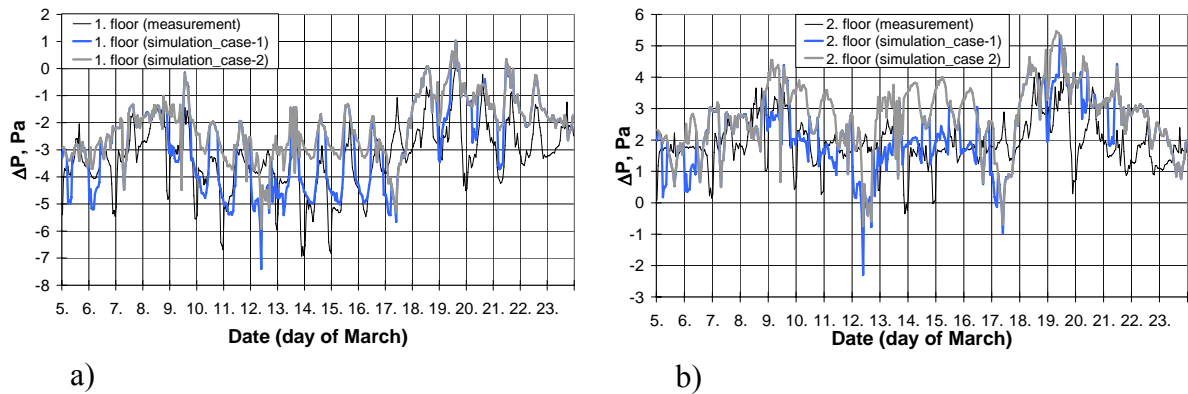 2
1
0
-1
-2
-3
-4
-5
-6
-7
-8
ΔP, Pa
1. floor (measurement)
1. floor (simulation_case-1)
1. floor (simulation_case-2)
5. 6. 7. 8. 9. 10. 11. 12. 13. 14. 15. 16. 17. 18. 19. 20. 21. 22. 23.
Date (day of March)
a)
6
5
4
3
2
1
0
-1
-2
-3
ΔP, Pa
2. floor (measurement)
2. floor (simulation_case-1)
2. floor (simulation_case 2)
5. 6. 7. 8. 9. 10. 11. 12. 13. 14. 15. 16. 17. 18. 19. 20. 21. 22. 23.
Date (day of March)
b)